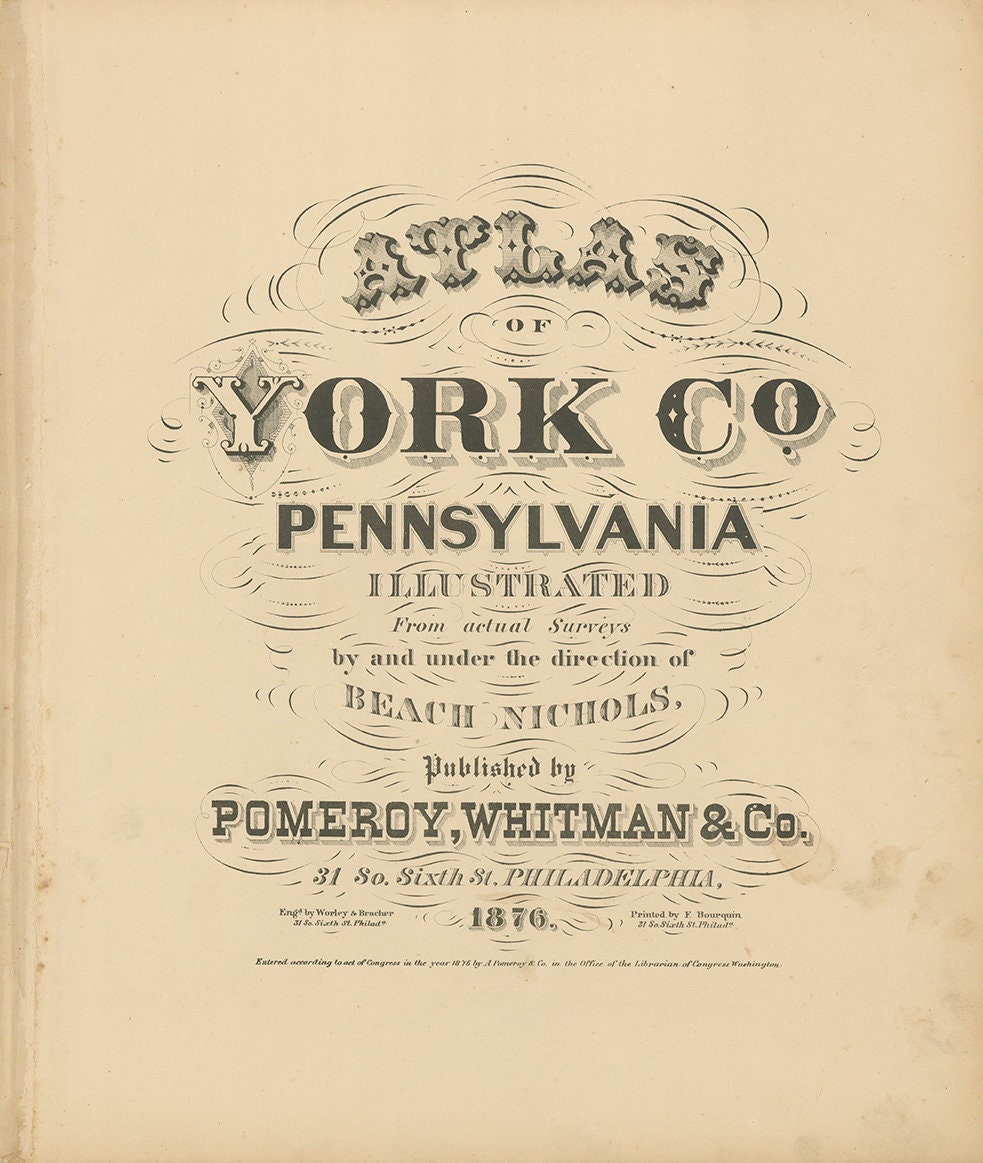 ATLAS
OF
YORK Co
PENNSYLVANIA
ILLUSTRATED
From actual Surveys
by and under the direction of
BEACH NICHOLS,
Published by
POMEROY, WHITMAN & Co.
31 So. Sixth St. PHILADELPHIA,
1876.
Engd by Worley & Bracher
31 So. Sixth St. Philada
Printed by F. Bourquin
31 So. Sixth St. Philada
Entered according to act of Congress in the year 1876 by A Pomeroy & Co. in the Office of the Librarian of Congress Washington